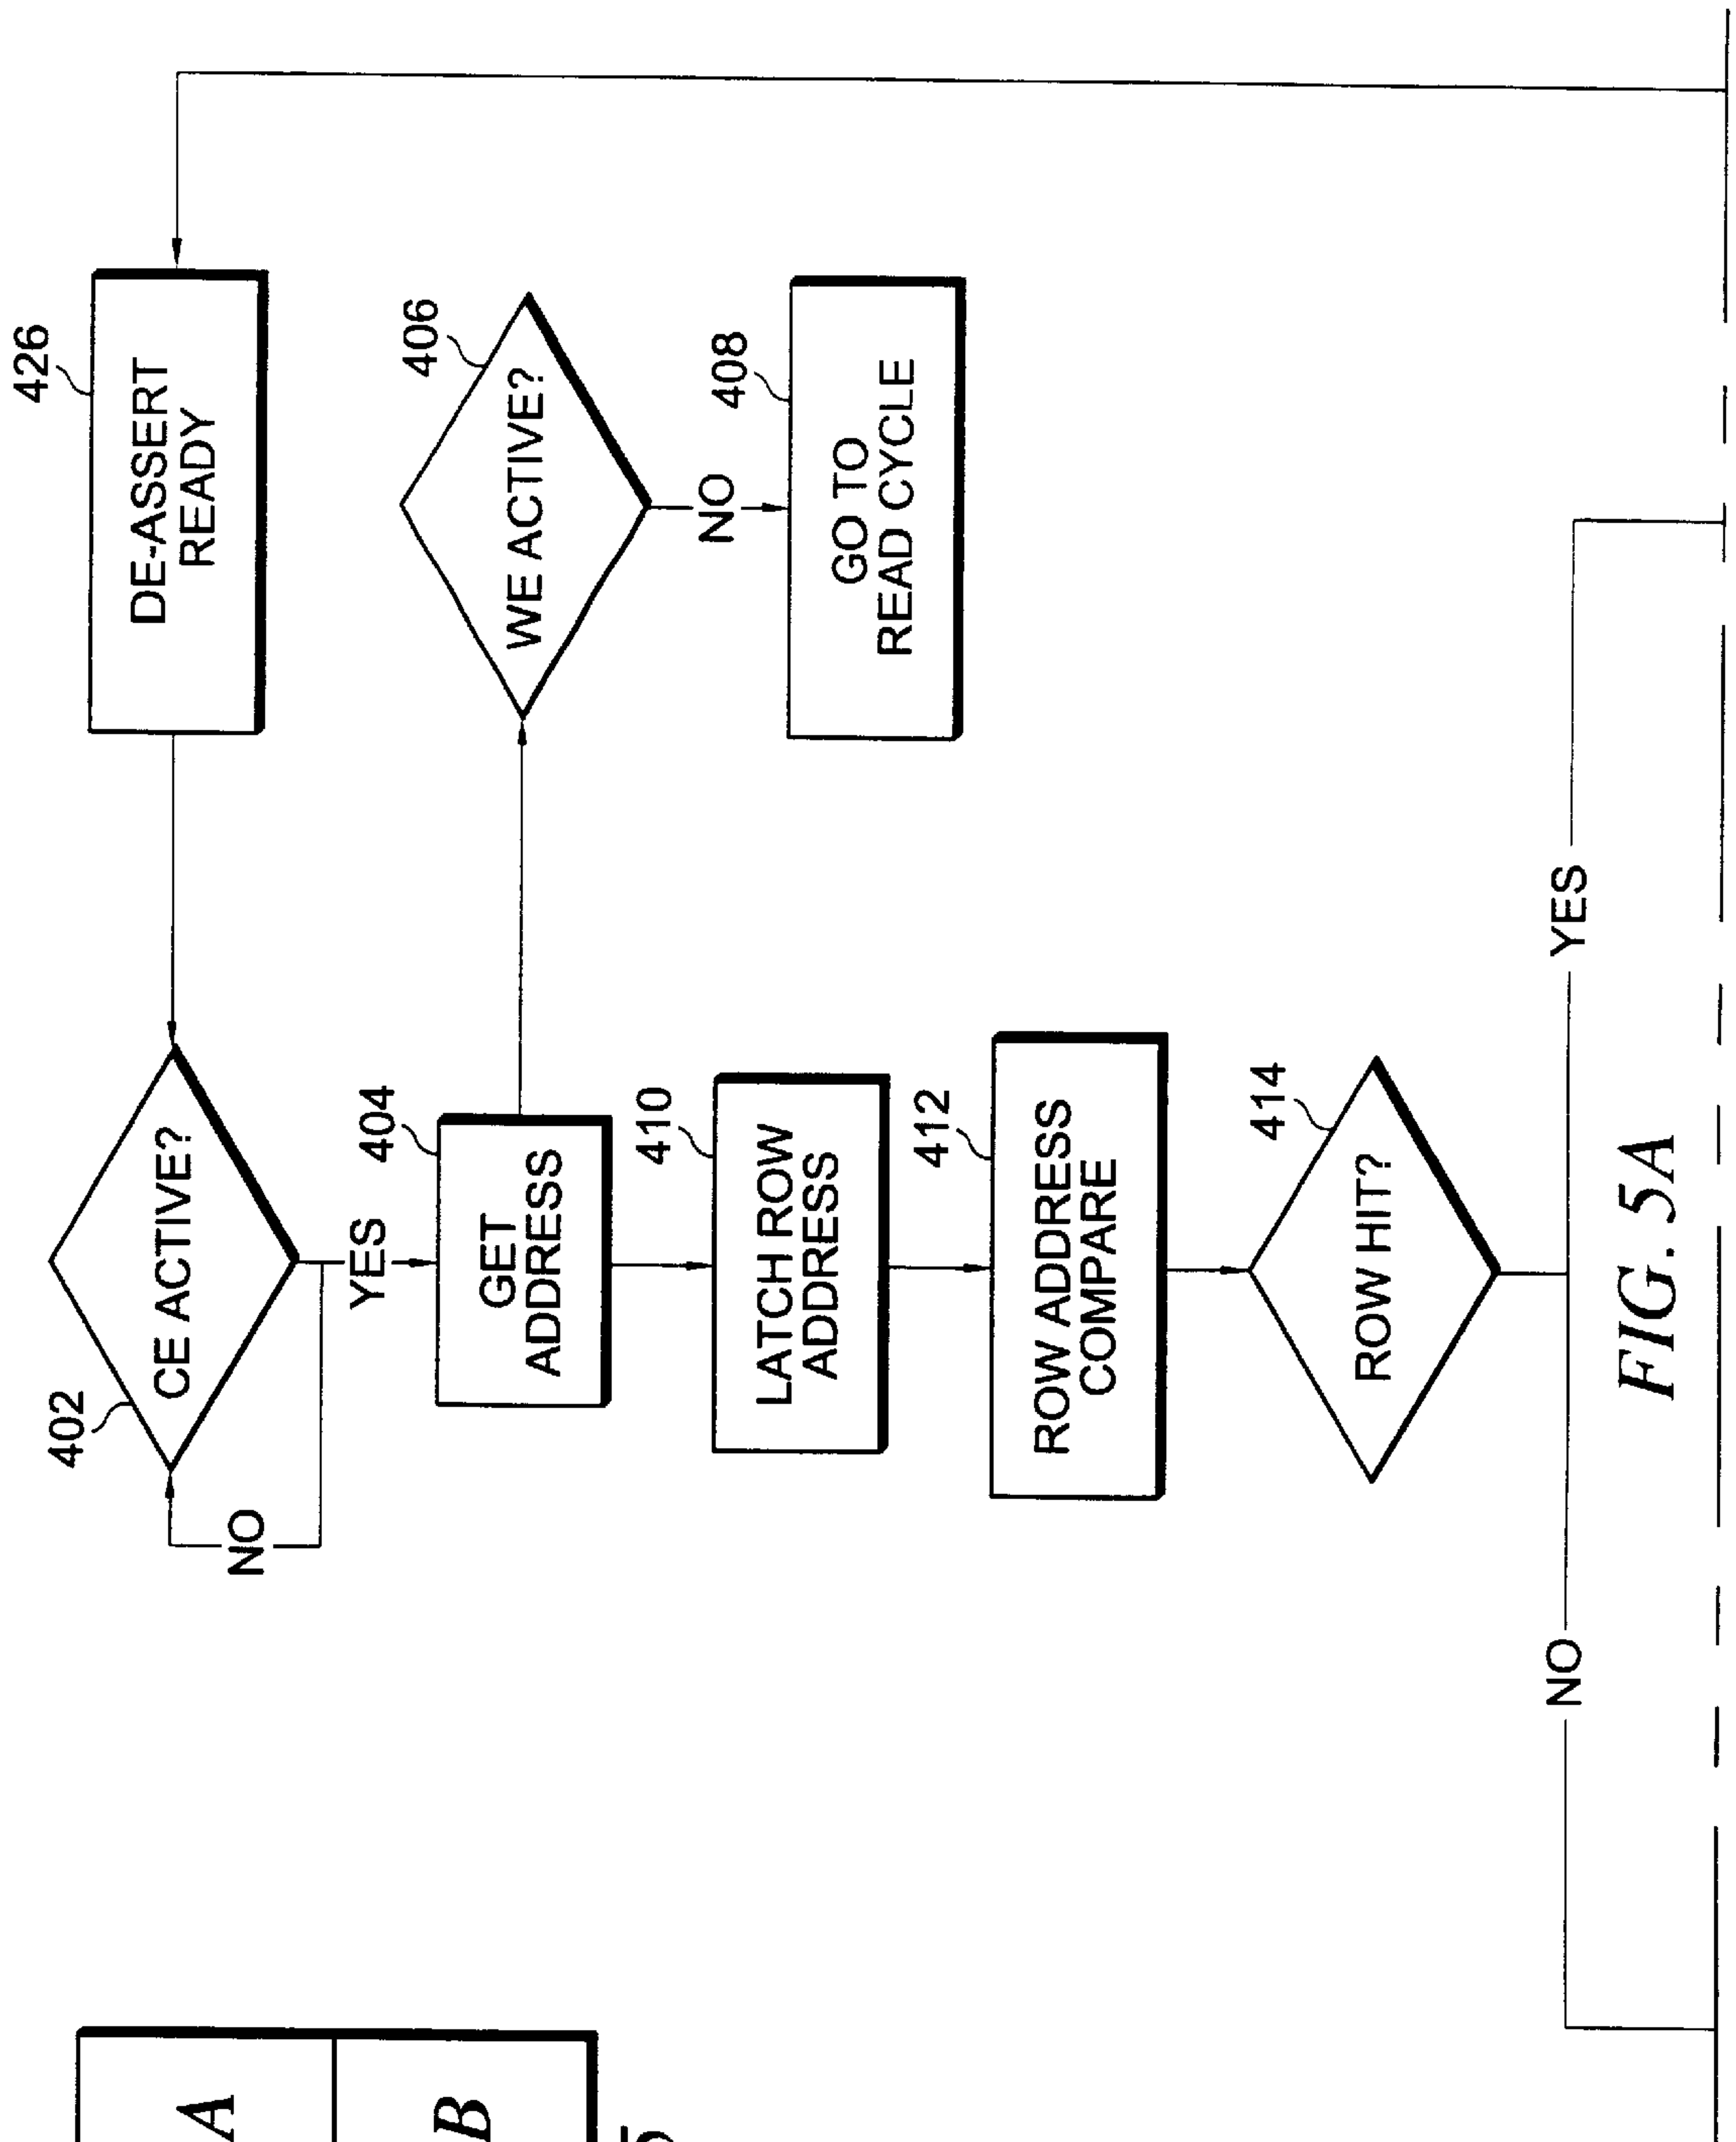 402
CE ACTIVE?
NO
YES
426
DE-ASSERT
READY
404
GET
ADDRESS
406
WE ACTIVE?
NO
408
GO TO
READ CYCLE
410
LATCH ROW
ADDRESS
412
ROW ADDRESS
COMPARE
414
ROW HIT?
NO
YES
FIG. 5A
A
B